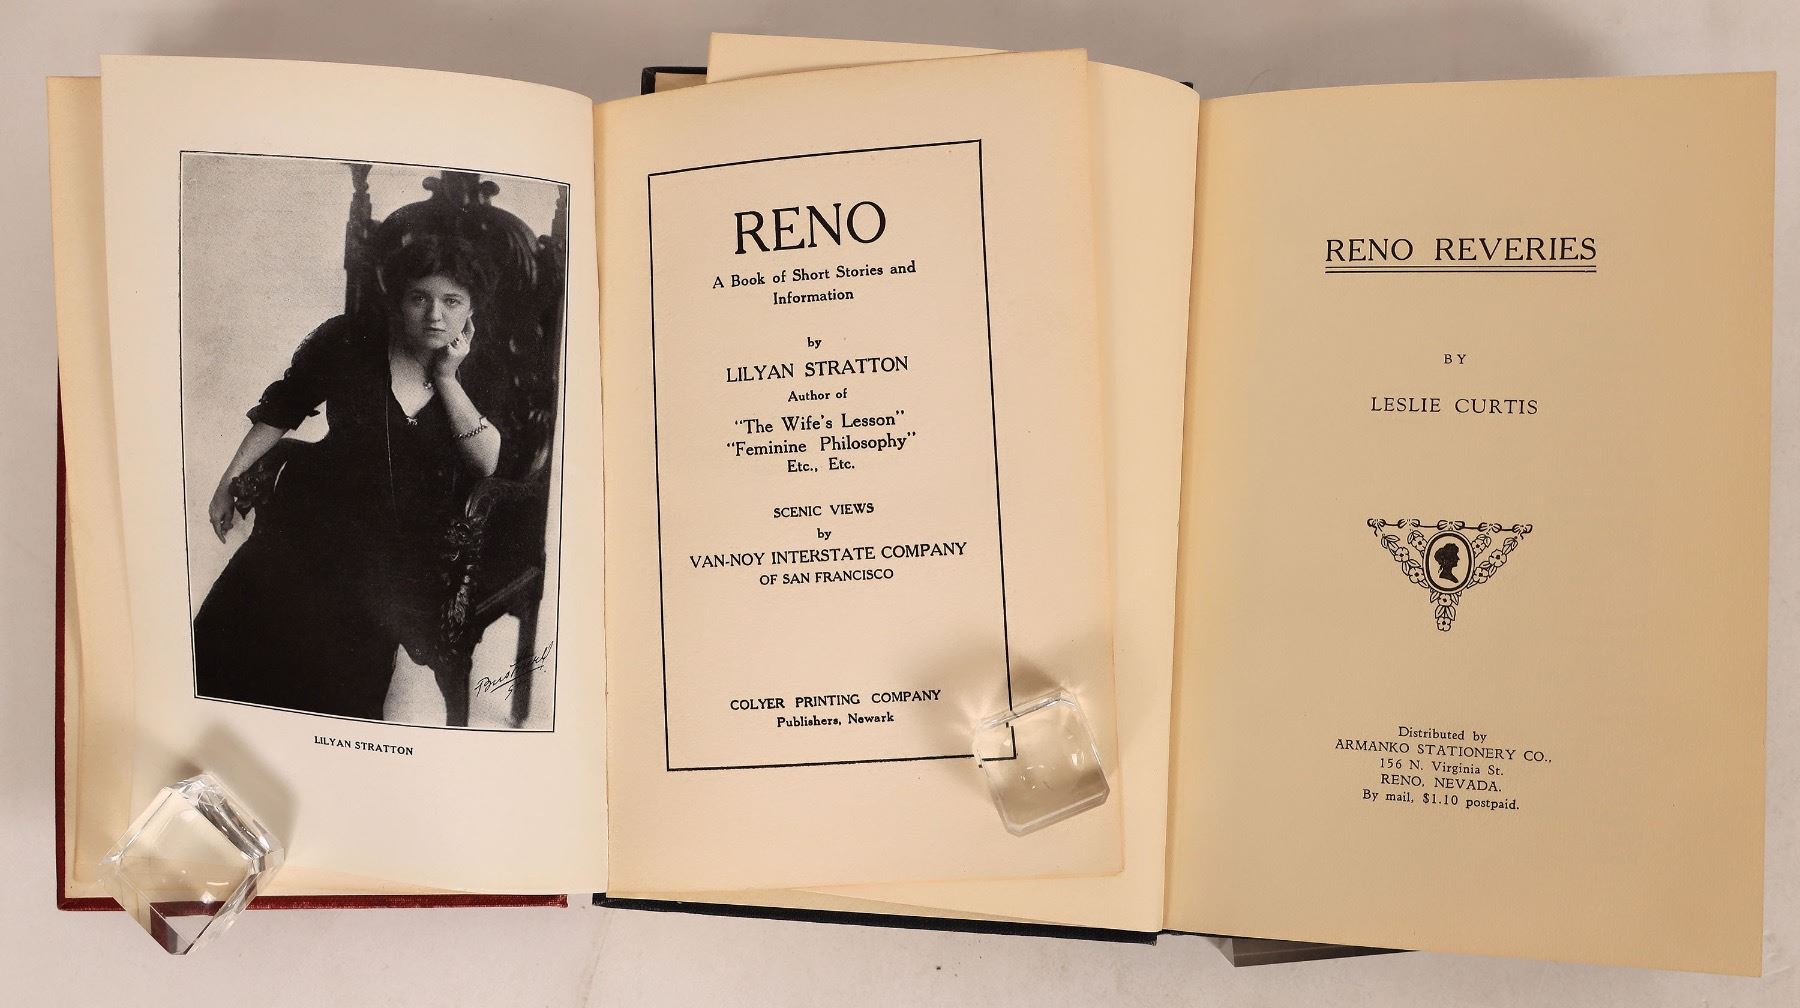 LILYAN STRATTON
RENO
A Book of Short Stories and
Information
by
LILYAN STRATTON
Author of
"The Wife's Lesson"
"Feminine Philosophy"
Etc., Etc.
SCENIC VIEWS
by
VAN-NOY INTERSTATE COMPANY
OF SAN FRANCISCO
COLYER PRINTING COMPANY
Publishers, Newark
RENO REVERIES
BY
LESLIE CURTIS
Distributed by
ARMANKO STATIONERY CO.,
156 N. Virginia St.
RENO, NEVADA.
By mail, $1.10 postpaid.